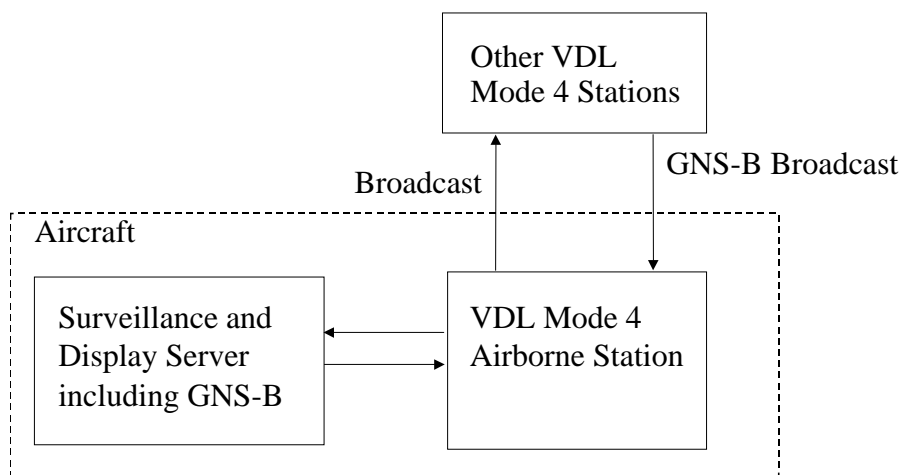 Other VDL
Mode 4 Stations
Broadcast
GNS-B Broadcast
Aircraft
Surveillance and
Display Server
including GNS-B
VDL Mode 4
Airborne Station